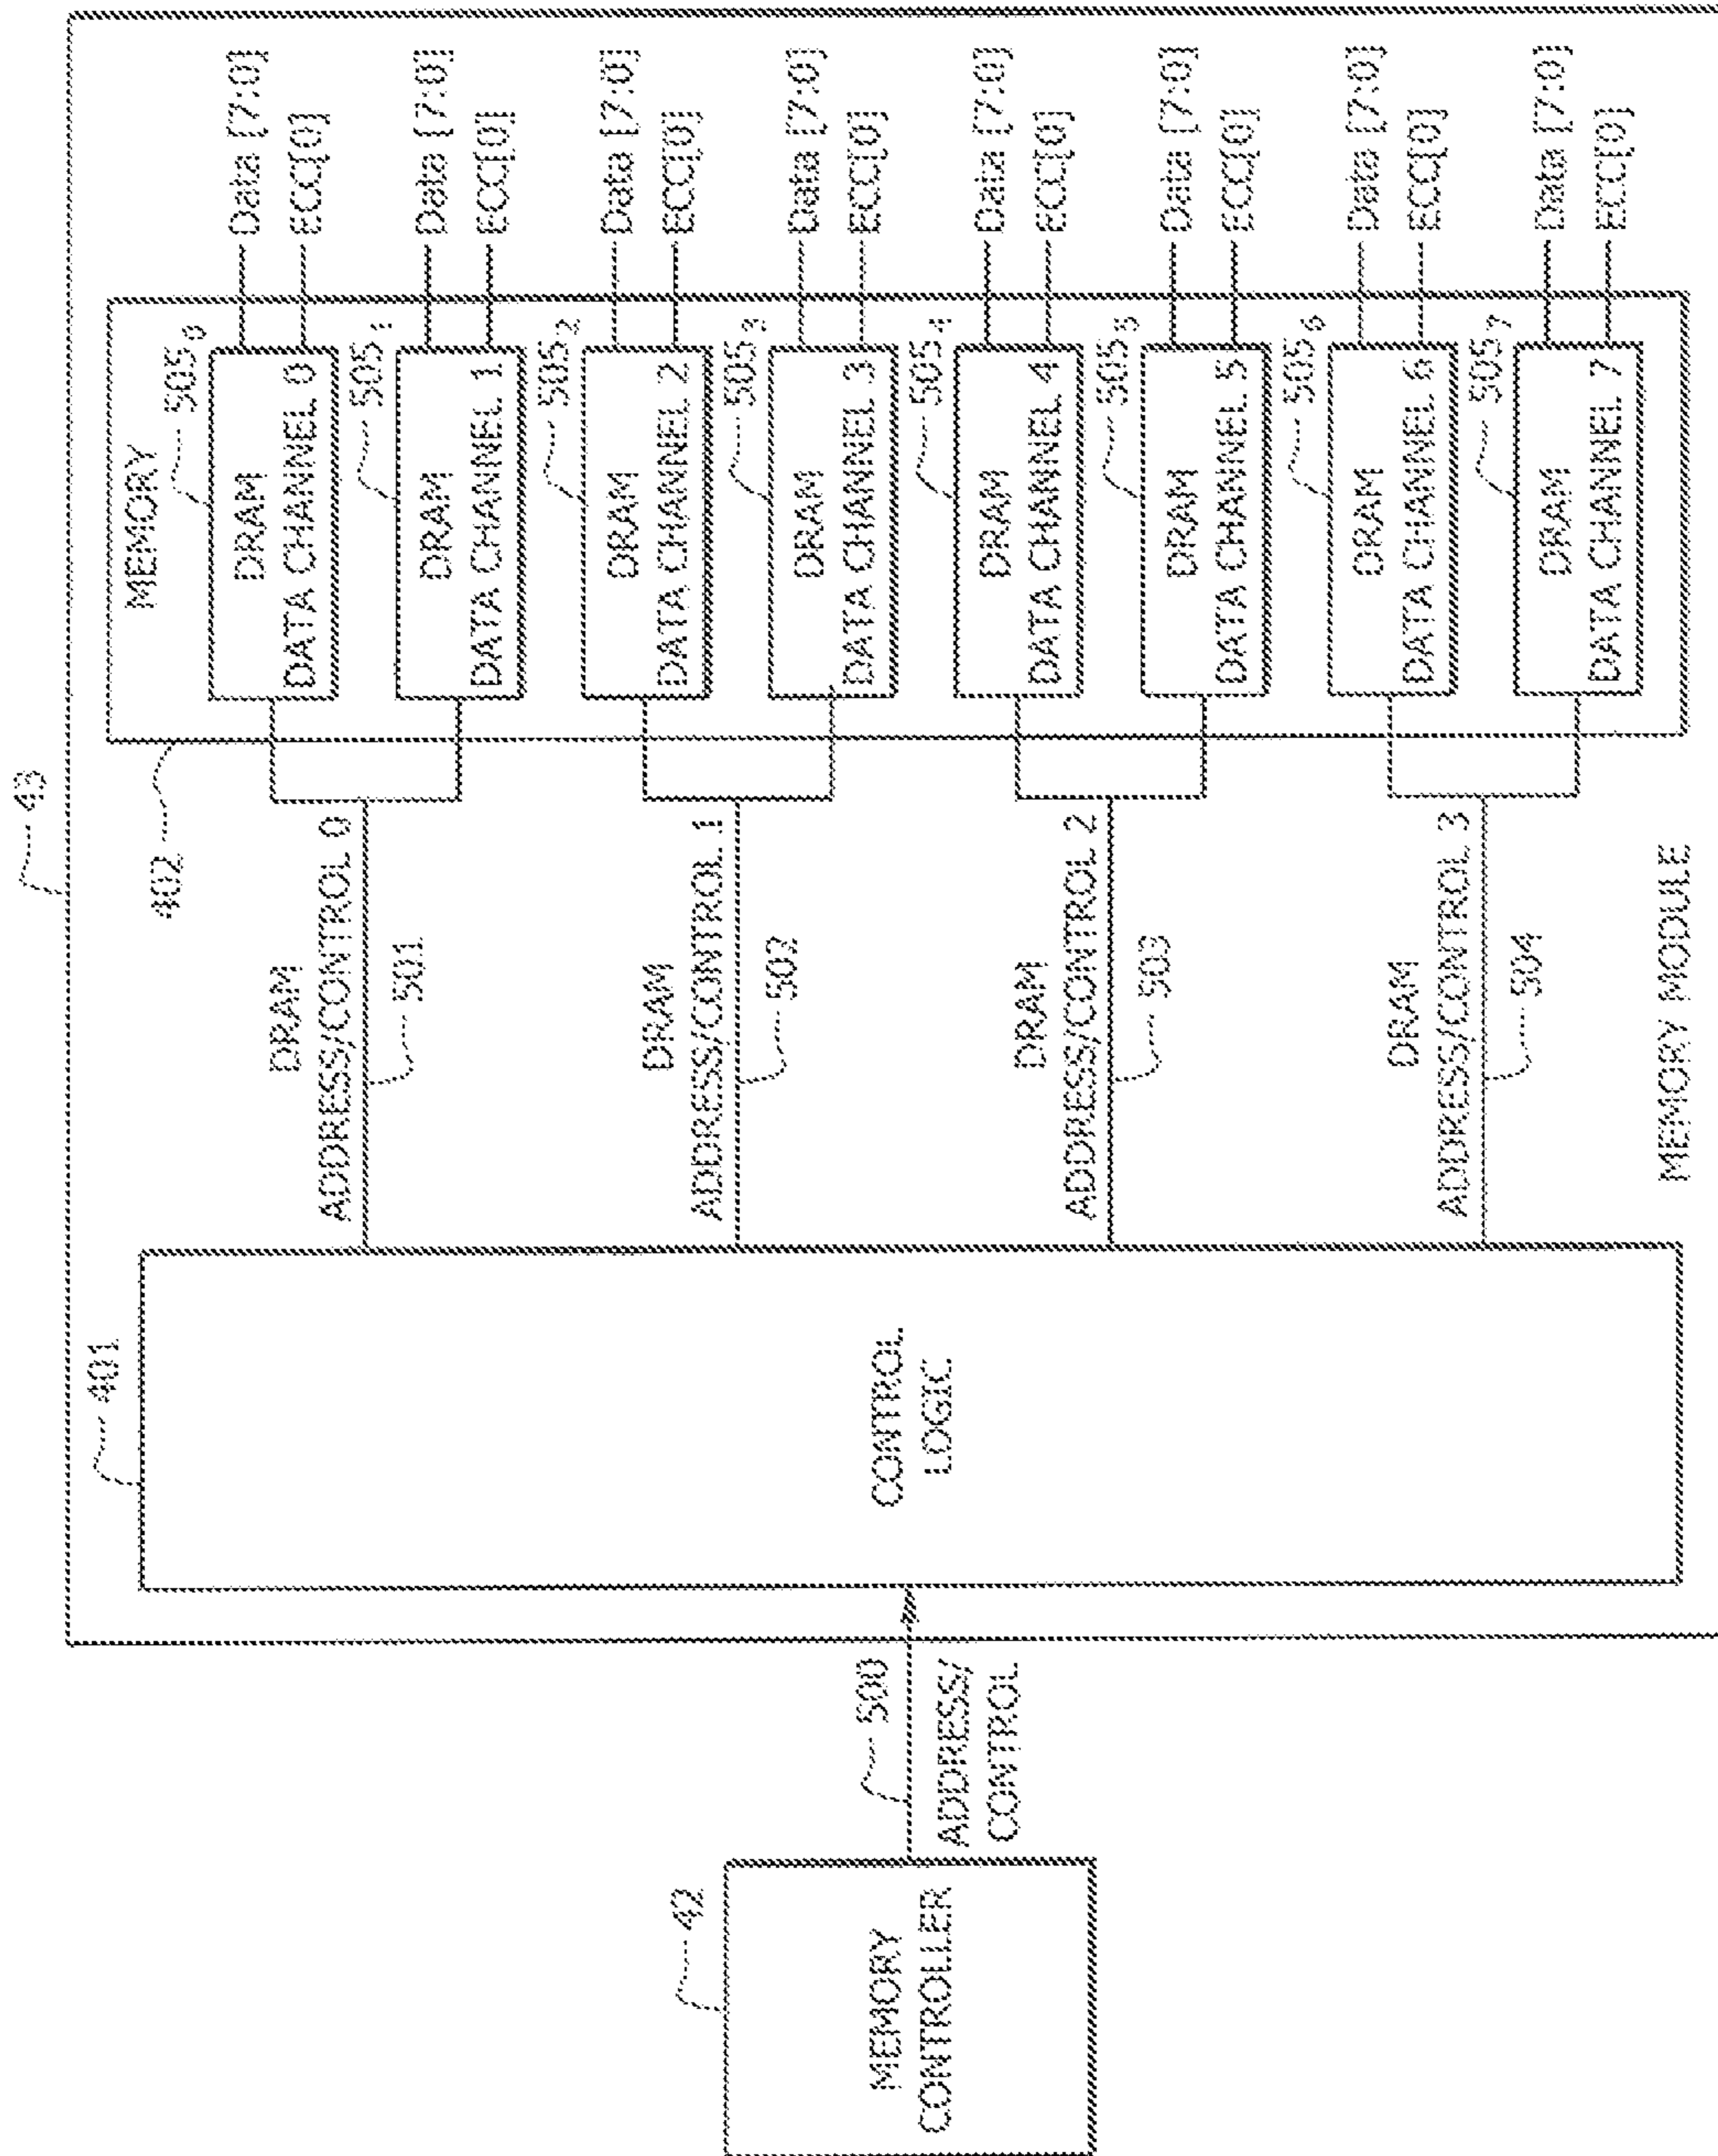 43
401
402
MEMORY
505 0
DRAM
DATA CHANNEL 0
Data [7:0]
ECC[0]
DRAM
ADDRESS/CONTROL 0
501
505 1
DRAM
DATA CHANNEL 1
Data [7:0]
ECC[0]
505 2
DRAM
DATA CHANNEL 2
Data [7:0]
ECC[0]
DRAM
ADDRESS/CONTROL 1
502
505 3
DRAM
DATA CHANNEL 3
Data [7:0]
ECC[0]
42
MEMORY
CONTROLLER
500
ADDRESS/
CONTROL
CONTROL
LOGIC
505 4
DRAM
DATA CHANNEL 4
Data [7:0]
ECC[0]
DRAM
ADDRESS/CONTROL 2
503
505 5
DRAM
DATA CHANNEL 5
Data [7:0]
ECC[0]
505 6
DRAM
DATA CHANNEL 6
Data [7:0]
ECC[0]
DRAM
ADDRESS/CONTROL 3
504
505 7
DRAM
DATA CHANNEL 7
Data [7:0]
ECC[0]
MEMORY MODULE